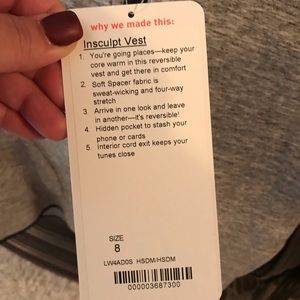 why we made this:
Insculpt Vest
1. You're going places—keep your
core warm in this reversible
vest and get there in comfort
2. Soft Spacer fabric is
sweat-wicking and four-way
stretch
3. Arrive in one look and leave
in another—it's reversible!
4. Hidden pocket to stash your
phone or cards
5. Interior cord exit keeps your
tunes close
SIZE
8
LW4AD0S HSDM/HSDM
000003687300